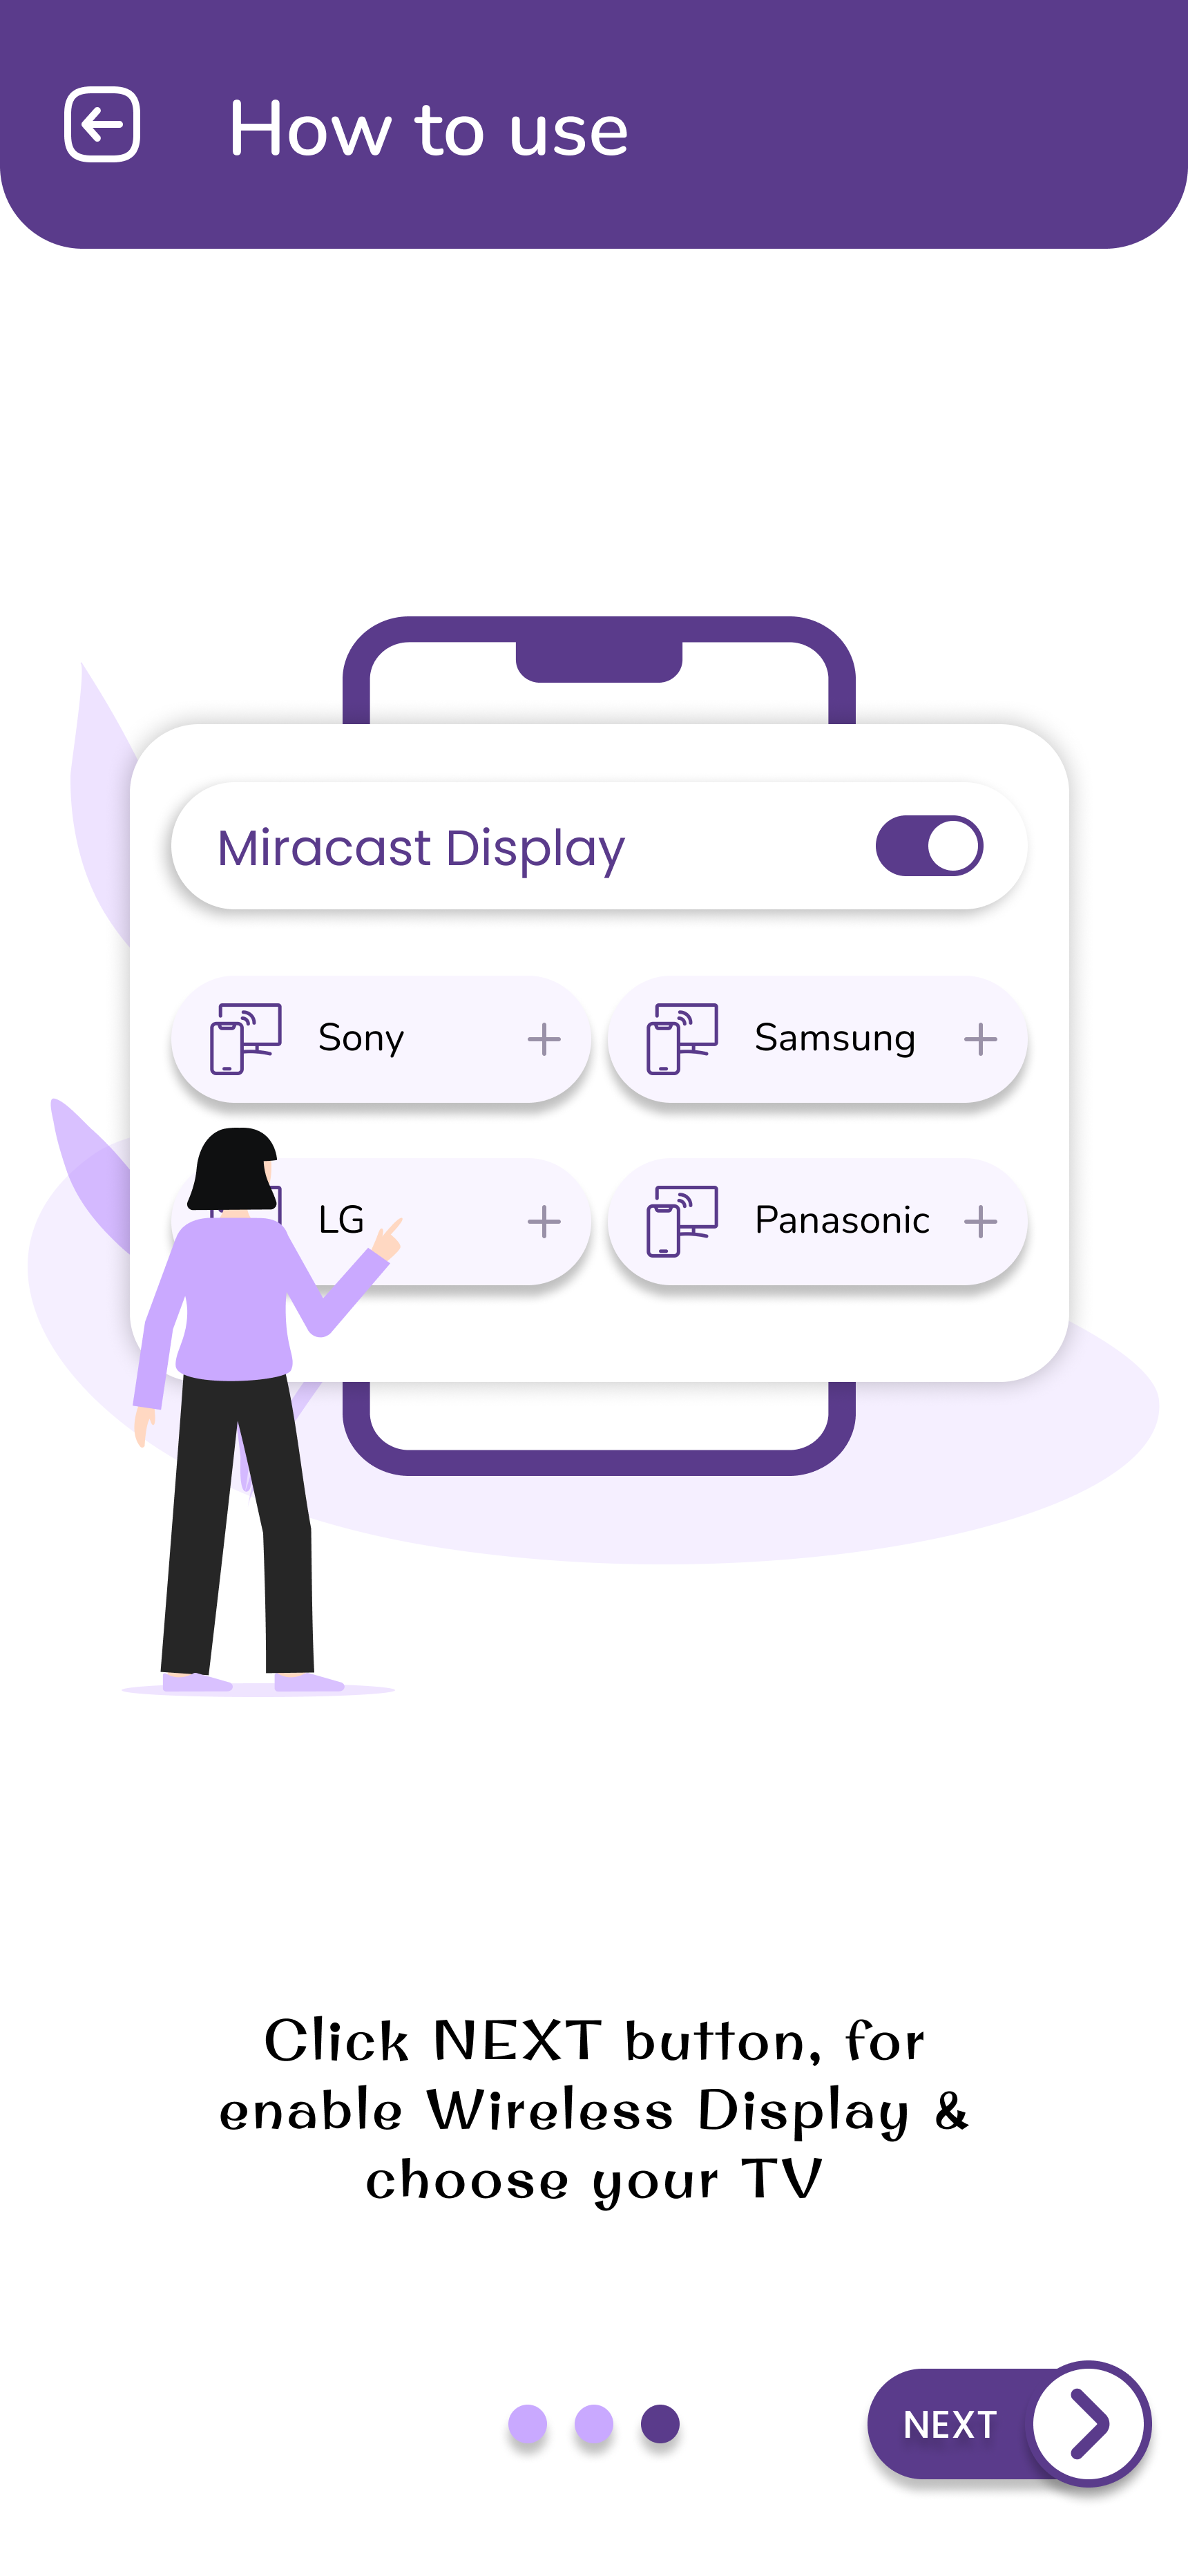 How to use
Miracast Display
Sony
Samsung
LG
Panasonic
Click NEXT button, for
enable Wireless Display &
choose your TV
NEXT